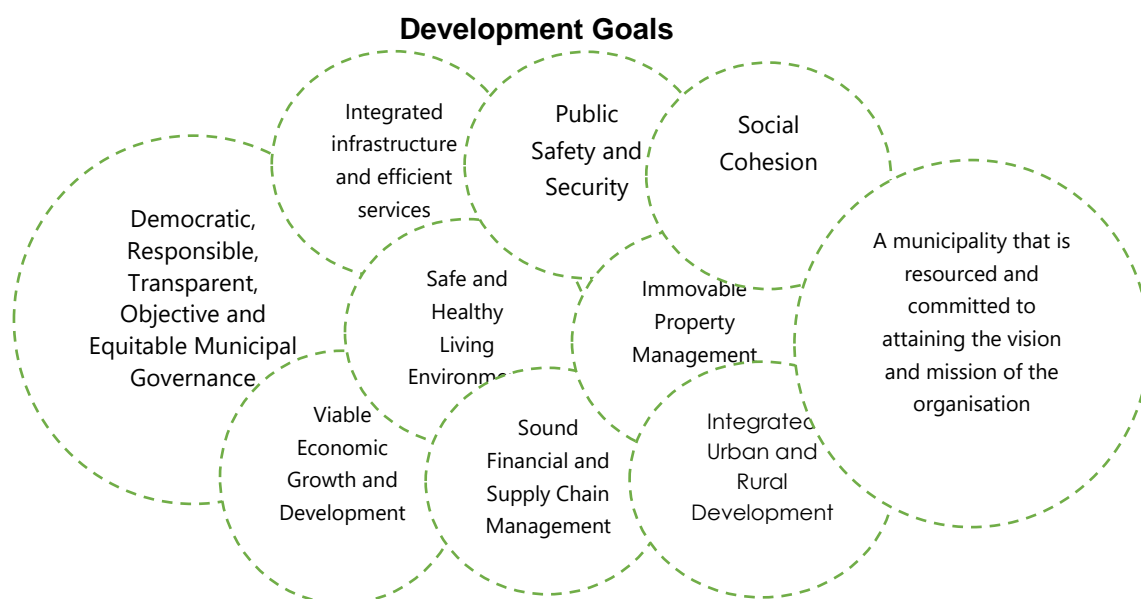 Development Goals
Integrated
infrastructure
and efficient
services
Public
Safety and
Security
Social
Cohesion
Democratic,
Responsible,
Transparent,
Objective and
Equitable Municipal
Governance
Safe and
Healthy
Living
Environme
Immovable
Property
Management
A municipality that is
resourced and
committed to
attaining the vision
and mission of the
organisation
Viable
Economic
Growth and
Development
Sound
Financial and
Supply Chain
Management
Integrated
Urban and
Rural
Development